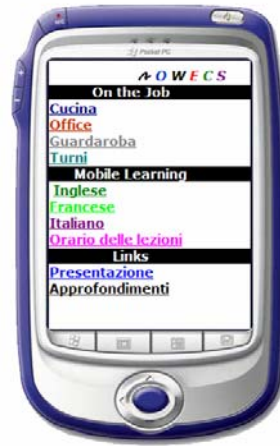 Pocket PC
OWECS
On the Job
Cucina
Office
Guardaroba
Turni
Mobile Learning
Inglese
Francese
Italiano
Orario delle lezioni
Links
Presentazione
Approfondimenti